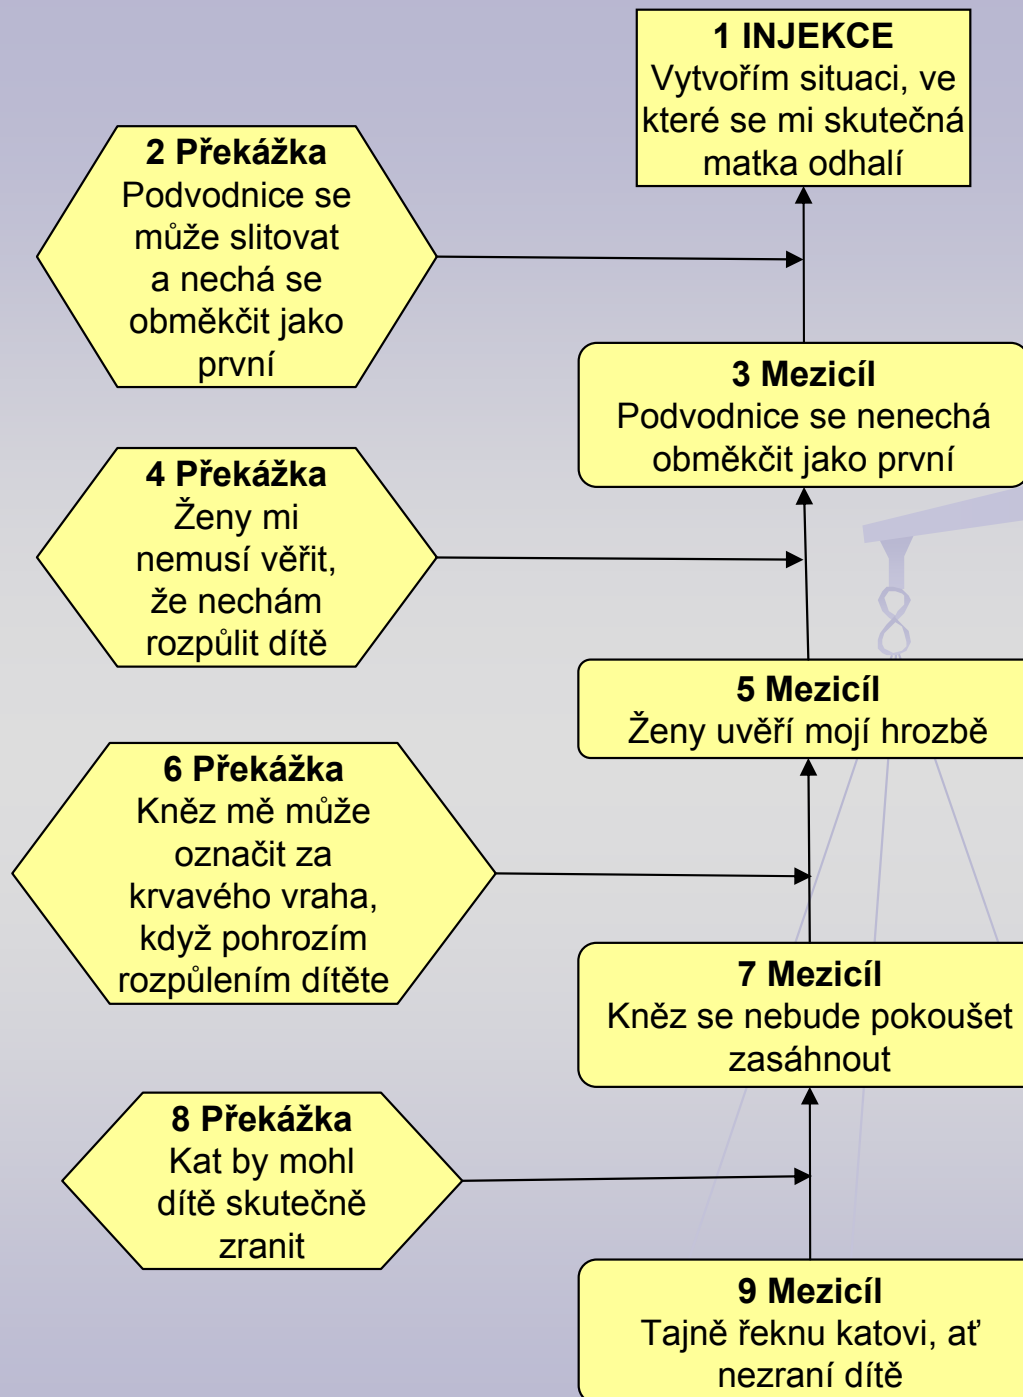 1 INJEKCE
Vytvořím situaci, ve
které se mi skutečná
matka odhalí
2 Překážka
Podvodnice se
může slitovat
a nechá se
obměkčit jako
první
3 Mezicíl
Podvodnice se nenechá
obměkčit jako první
4 Překážka
Ženy mi
nemusí věřit,
že nechám
rozpůlit dítě
5 Mezicíl
Ženy uvěří mojí hrozbě
6 Překážka
Kněz mě může
označit za
krvavého vraha,
když pohrozím
rozpůlením dítěte
7 Mezicíl
Kněz se nebude pokoušet
zasáhnout
8 Překážka
Kat by mohl
dítě skutečně
zranit
9 Mezicíl
Tajně řeknu katovi, ať
nezraní dítě